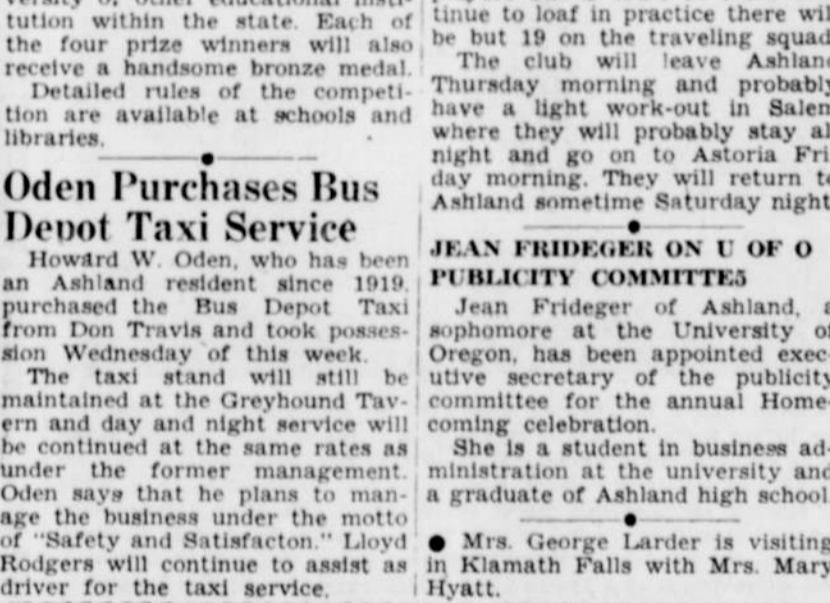 tution within the state. Each of
the four prize winners will also
receive a handsome bronze medal.
Detailed rules of the competi-
tion are available at schools and
libraries.
Oden Purchases Bus
Depot Taxi Service
Howard W. Oden, who has been
an Ashland resident since 1919,
purchased the Bus Depot Taxi
from Don Travis and took posses-
sion Wednesday of this week.
The taxi stand will still be
maintained at the Greyhound Tav-
ern and day and night service will
be continued at the same rates as
under the former management.
Oden says that he plans to man-
age the business under the motto
of "Safety and Satisfacton." Lloyd
Rodgers will continue to assist as
driver for the taxi service.
tinue to loaf in practice there wil
be but 19 on the traveling squad
The club will leave Ashland
Thursday morning and probably
have a light work-out in Salem
where they will probably stay al
night and go on to Astoria Fri
day morning. They will return to
Ashland sometime Saturday night
JEAN FRIDEGER ON U OF O
PUBLICITY COMMITTE5
Jean Frideger of Ashland, a
sophomore at the University of
Oregon, has been appointed exec
utive secretary of the publicity
committee for the annual Home-
coming celebration.
She is a student in business ad-
ministration at the university and
a graduate of Ashland high school
● Mrs. George Larder is visiting
in Klamath Falls with Mrs. Mary
Hyatt.